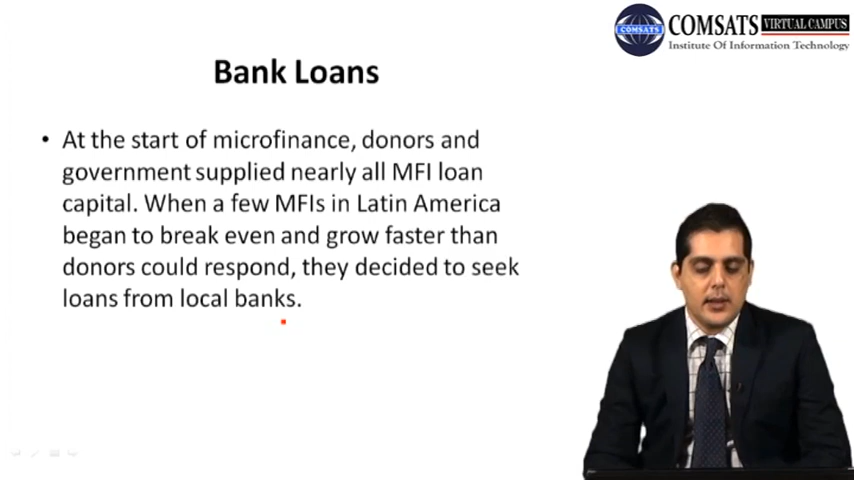 COMSATS VIRTUAL CAMPUS
COMSATS
Institute Of Information Technology
Bank Loans
• At the start of microfinance, donors and
government supplied nearly all MFI loan
capital. When a few MFIs in Latin America
began to break even and grow faster than
donors could respond, they decided to seek
loans from local banks.